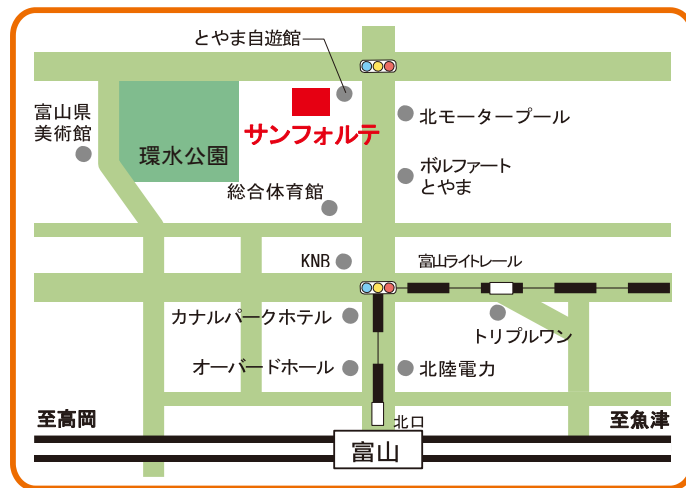 とやま自遊館
富山県
美術館
サンフォルテ
北モータープール
環水公園
ボルファート
とやま
総合体育館
KNB
富山ライトレール
カナルパークホテル
トリプルワン
オーバードホール
北陸電力
至高岡
北口
至魚津
富山